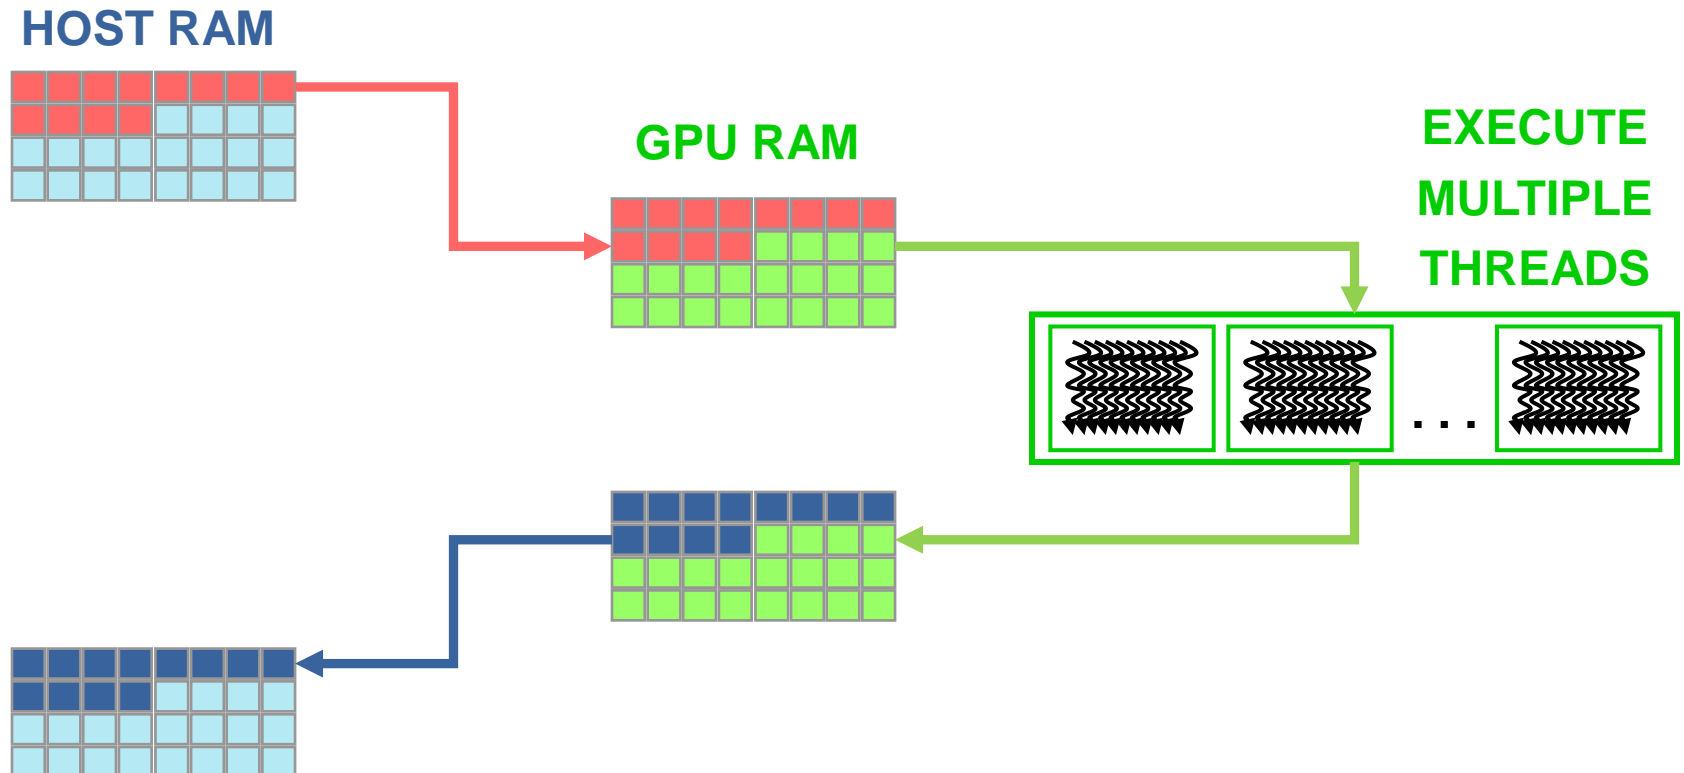 HOST RAM
GPU RAM
EXECUTE
MULTIPLE
THREADS
. . .